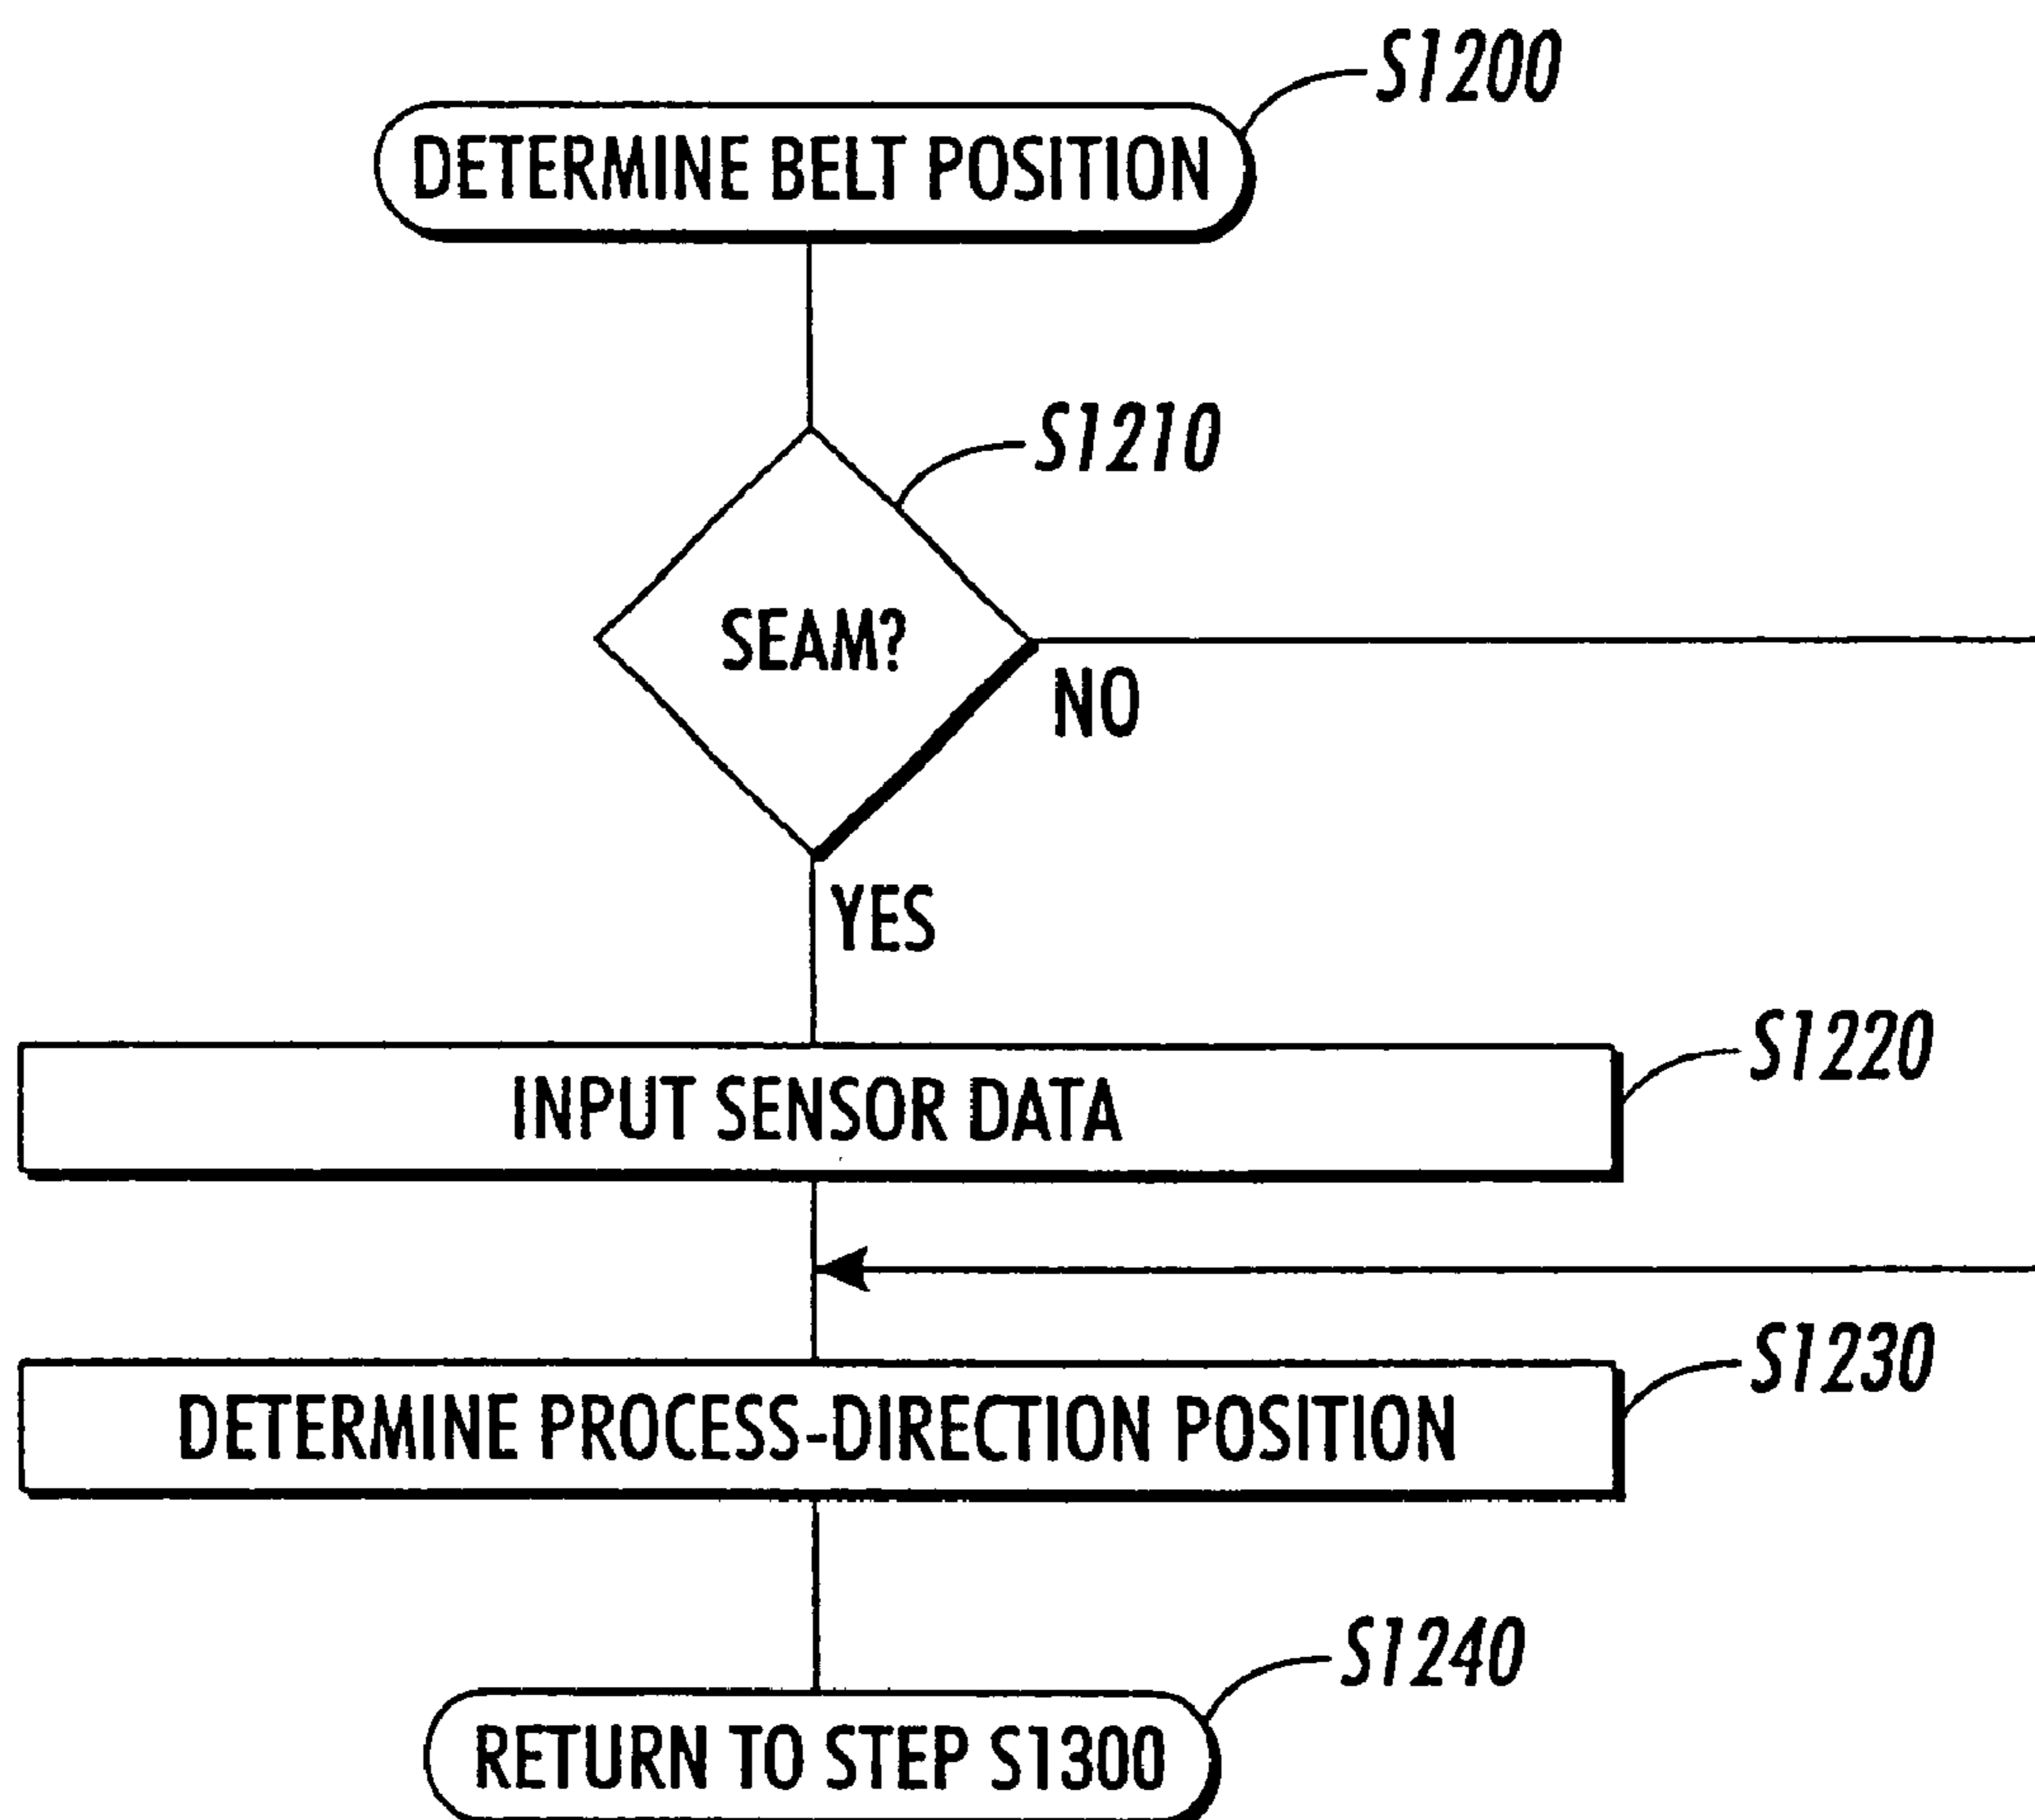 S1200
DETERMINE BELT POSITION
S1210
SEAM?
NO
YES
S1220
INPUT SENSOR DATA
S1230
DETERMINE PROCESS-DIRECTION POSITION
S1240
RETURN TO STEP S1300